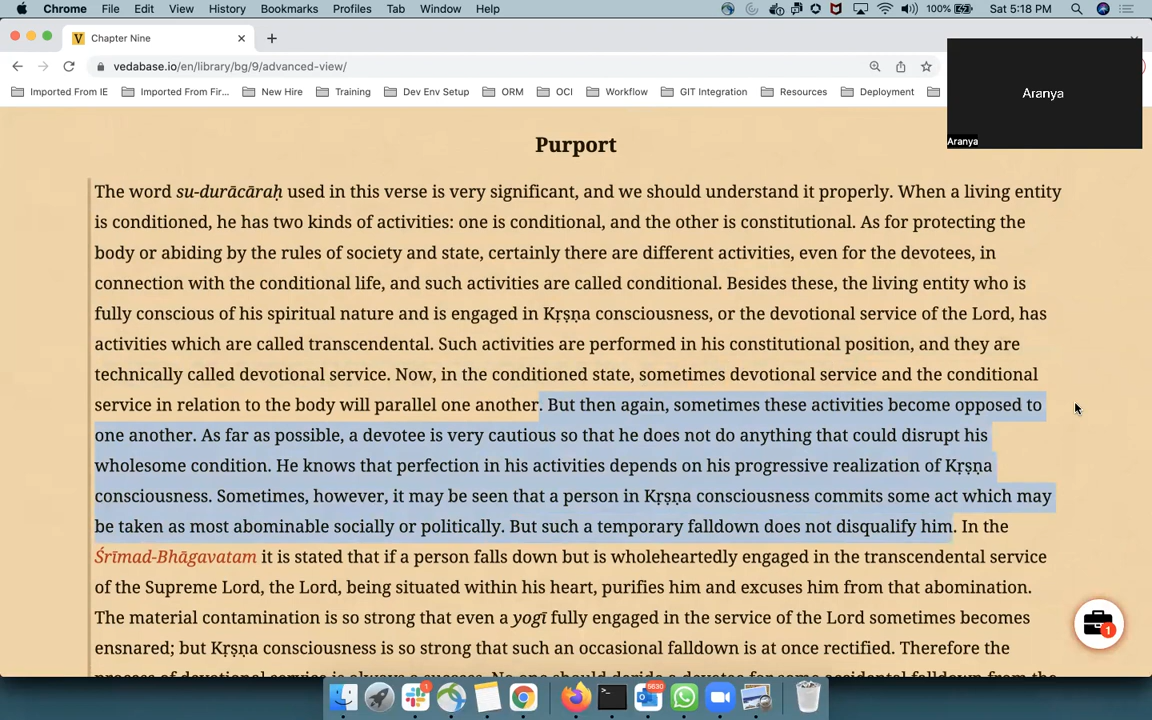 Chrome File Edit View History Bookmarks Profiles Tab Window Help 100% Sat 5:18 PM
Chapter Nine
vedabase.io/en/library/bg/9/advanced-view/
Imported From IE Imported From Fir... New Hire Training Dev Env Setup ORM OCI Workflow GIT Integration Resources Deployment
Aranya
Aranya
Purport
The word su-durācāraḥ used in this verse is very significant, and we should understand it properly. When a living entity
is conditioned, he has two kinds of activities: one is conditional, and the other is constitutional. As for protecting the
body or abiding by the rules of society and state, certainly there are different activities, even for the devotees, in
connection with the conditional life, and such activities are called conditional. Besides these, the living entity who is
fully conscious of his spiritual nature and is engaged in Kṛṣṇa consciousness, or the devotional service of the Lord, has
activities which are called transcendental. Such activities are performed in his constitutional position, and they are
technically called devotional service. Now, in the conditioned state, sometimes devotional service and the conditional
service in relation to the body will parallel one another. But then again, sometimes these activities become opposed to
one another. As far as possible, a devotee is very cautious so that he does not do anything that could disrupt his
wholesome condition. He knows that perfection in his activities depends on his progressive realization of Kṛṣṇa
consciousness. Sometimes, however, it may be seen that a person in Kṛṣṇa consciousness commits some act which may
be taken as most abominable socially or politically. But such a temporary falldown does not disqualify him. In the
Śrīmad-Bhāgavatam it is stated that if a person falls down but is wholeheartedly engaged in the transcendental service
of the Supreme Lord, the Lord, being situated within his heart, purifies him and excuses him from that abomination.
The material contamination is so strong that even a yogī fully engaged in the service of the Lord sometimes becomes
ensnared; but Kṛṣṇa consciousness is so strong that such an occasional falldown is at once rectified. Therefore the
1
1
6630